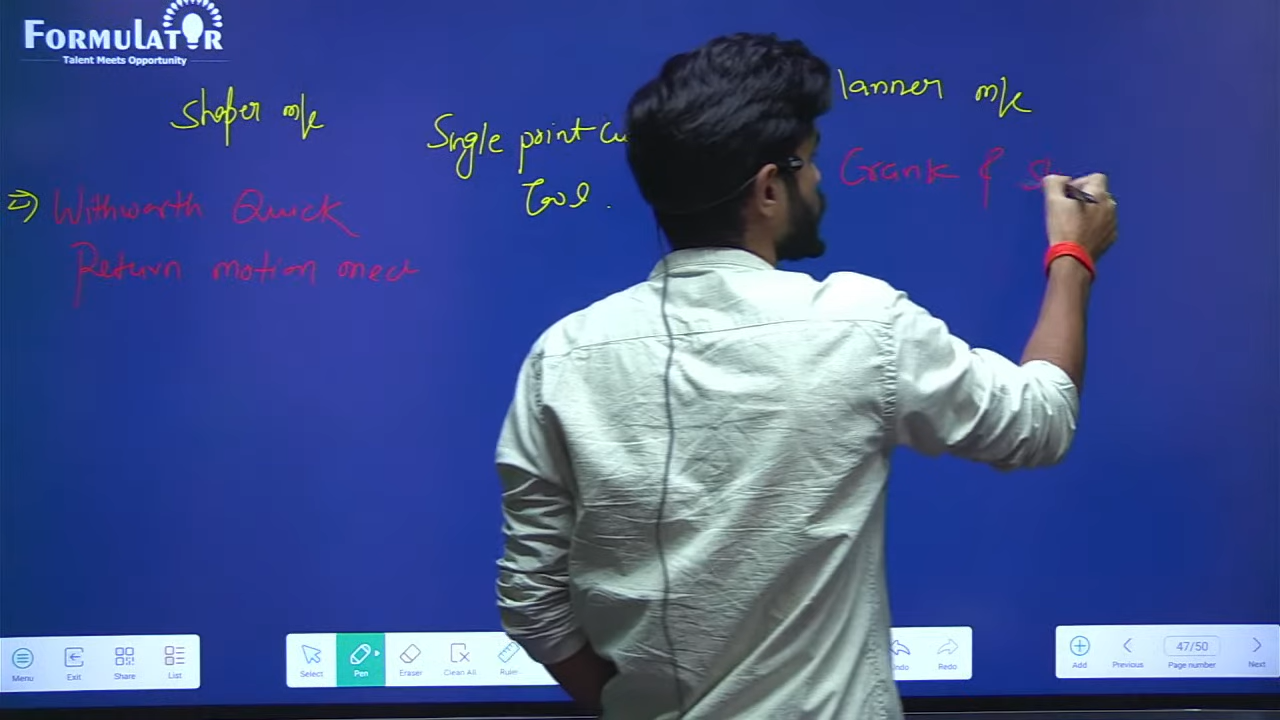 FORMULATOR
Talent Meets Opportunity
Shaper m/c
Single point
Tool.
lanner m/c
Crank &
=> Withworth Quick
Return motion mech
Menu
Exit
Share
List
Select
Pen
Eraser
Clean All
Ruler
Redo
Add
Previous
47/50
Page number
Next